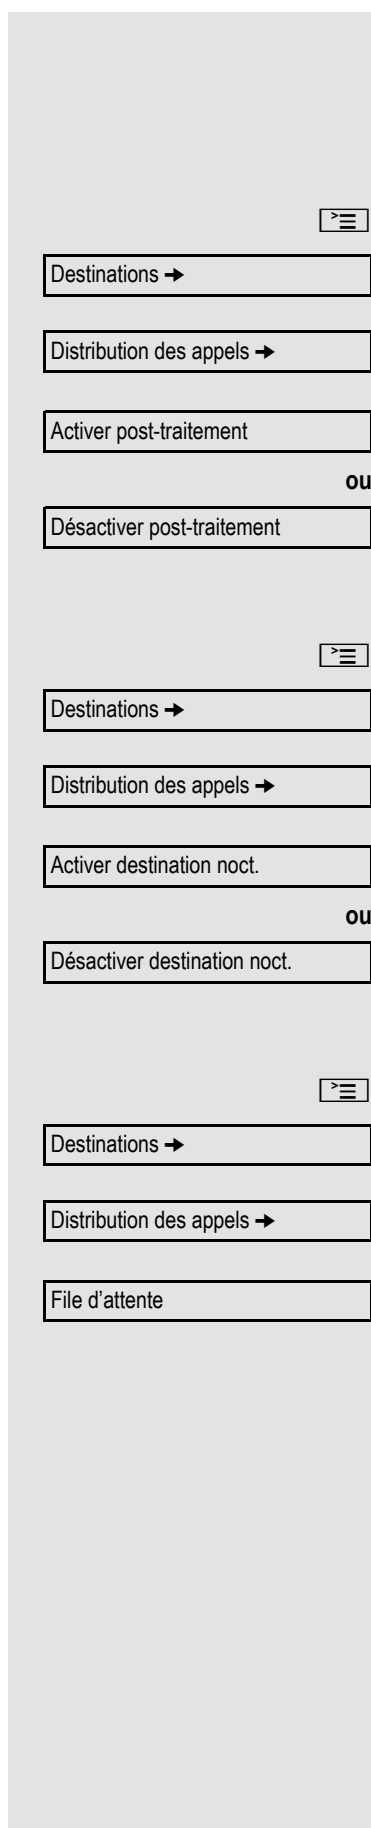 Destinations →
Distribution des appels →
Activer post-traitement
ou
Désactiver post-traitement
Destinations →
Distribution des appels →
Activer destination noct.
ou
Désactiver destination noct.
Destinations →
Distribution des appels →
File d’attente